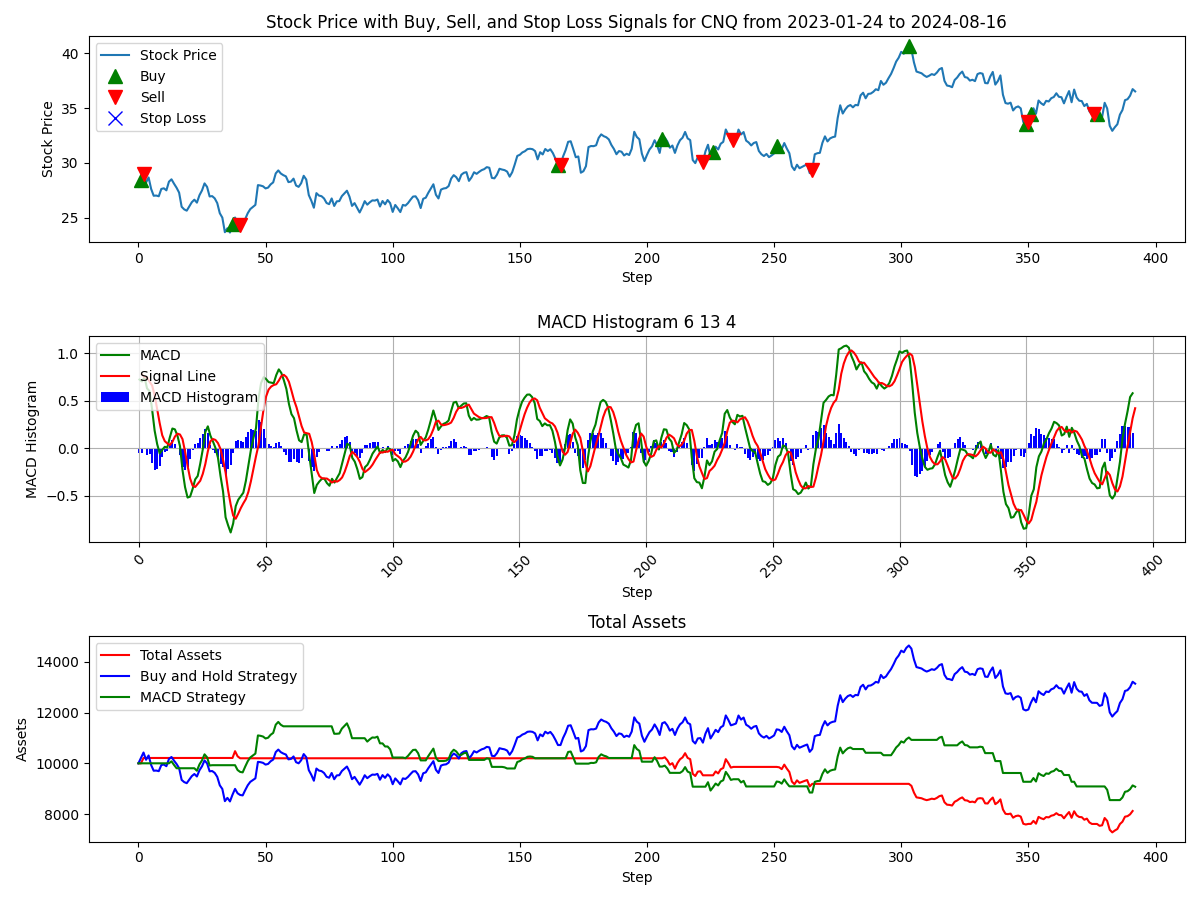 Stock Price with Buy, Sell, and Stop Loss Signals for CNQ from 2023-01-24 to 2024-08-16
Stock Price
Buy
Sell
Stop Loss
Stock Price
40
35
30
25
0 50 100 150 200 250 300 350 400
Step
MACD Histogram 6 13 4
MACD
Signal Line
MACD Histogram
MACD Histogram
1.0
0.5
0.0
−0.5
0 50 100 150 200 250 300 350 400
Step
Total Assets
Total Assets
Buy and Hold Strategy
MACD Strategy
Assets
14000
12000
10000
8000
0 50 100 150 200 250 300 350 400
Step